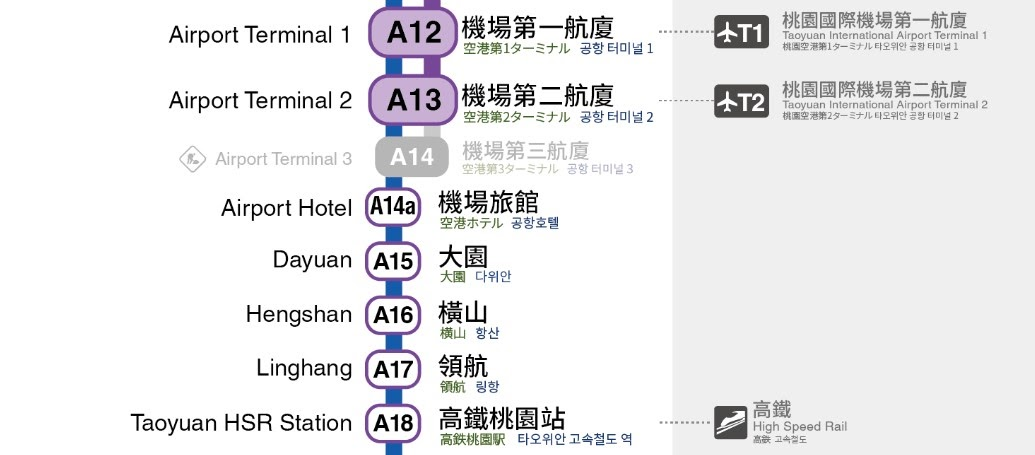 Airport Terminal 1 A12 機場第一航廈
空港第1ターミナル 공항 터미널 1
T1 桃園國際機場第一航廈
Taoyuan International Airport Terminal 1
桃園空港第1ターミナル 타오위안 공항 터미널 1
Airport Terminal 2 A13 機場第二航廈
空港第2ターミナル 공항 터미널 2
T2 桃園國際機場第二航廈
Taoyuan International Airport Terminal 2
桃園空港第2ターミナル 타오위안 공항 터미널 2
Airport Terminal 3 A14 機場第三航廈
空港第3ターミナル 공항 터미널 3
Airport Hotel A14a 機場旅館
空港ホテル 공항호텔
Dayuan A15 大園
大園 다위안
Hengshan A16 橫山
横山 항산
Linghang A17 領航
領航 링항
Taoyuan HSR Station A18 高鐵桃園站
高鉄桃園駅 타오위안 고속철도 역
高鐵
High Speed Rail
高鉄 고속철도